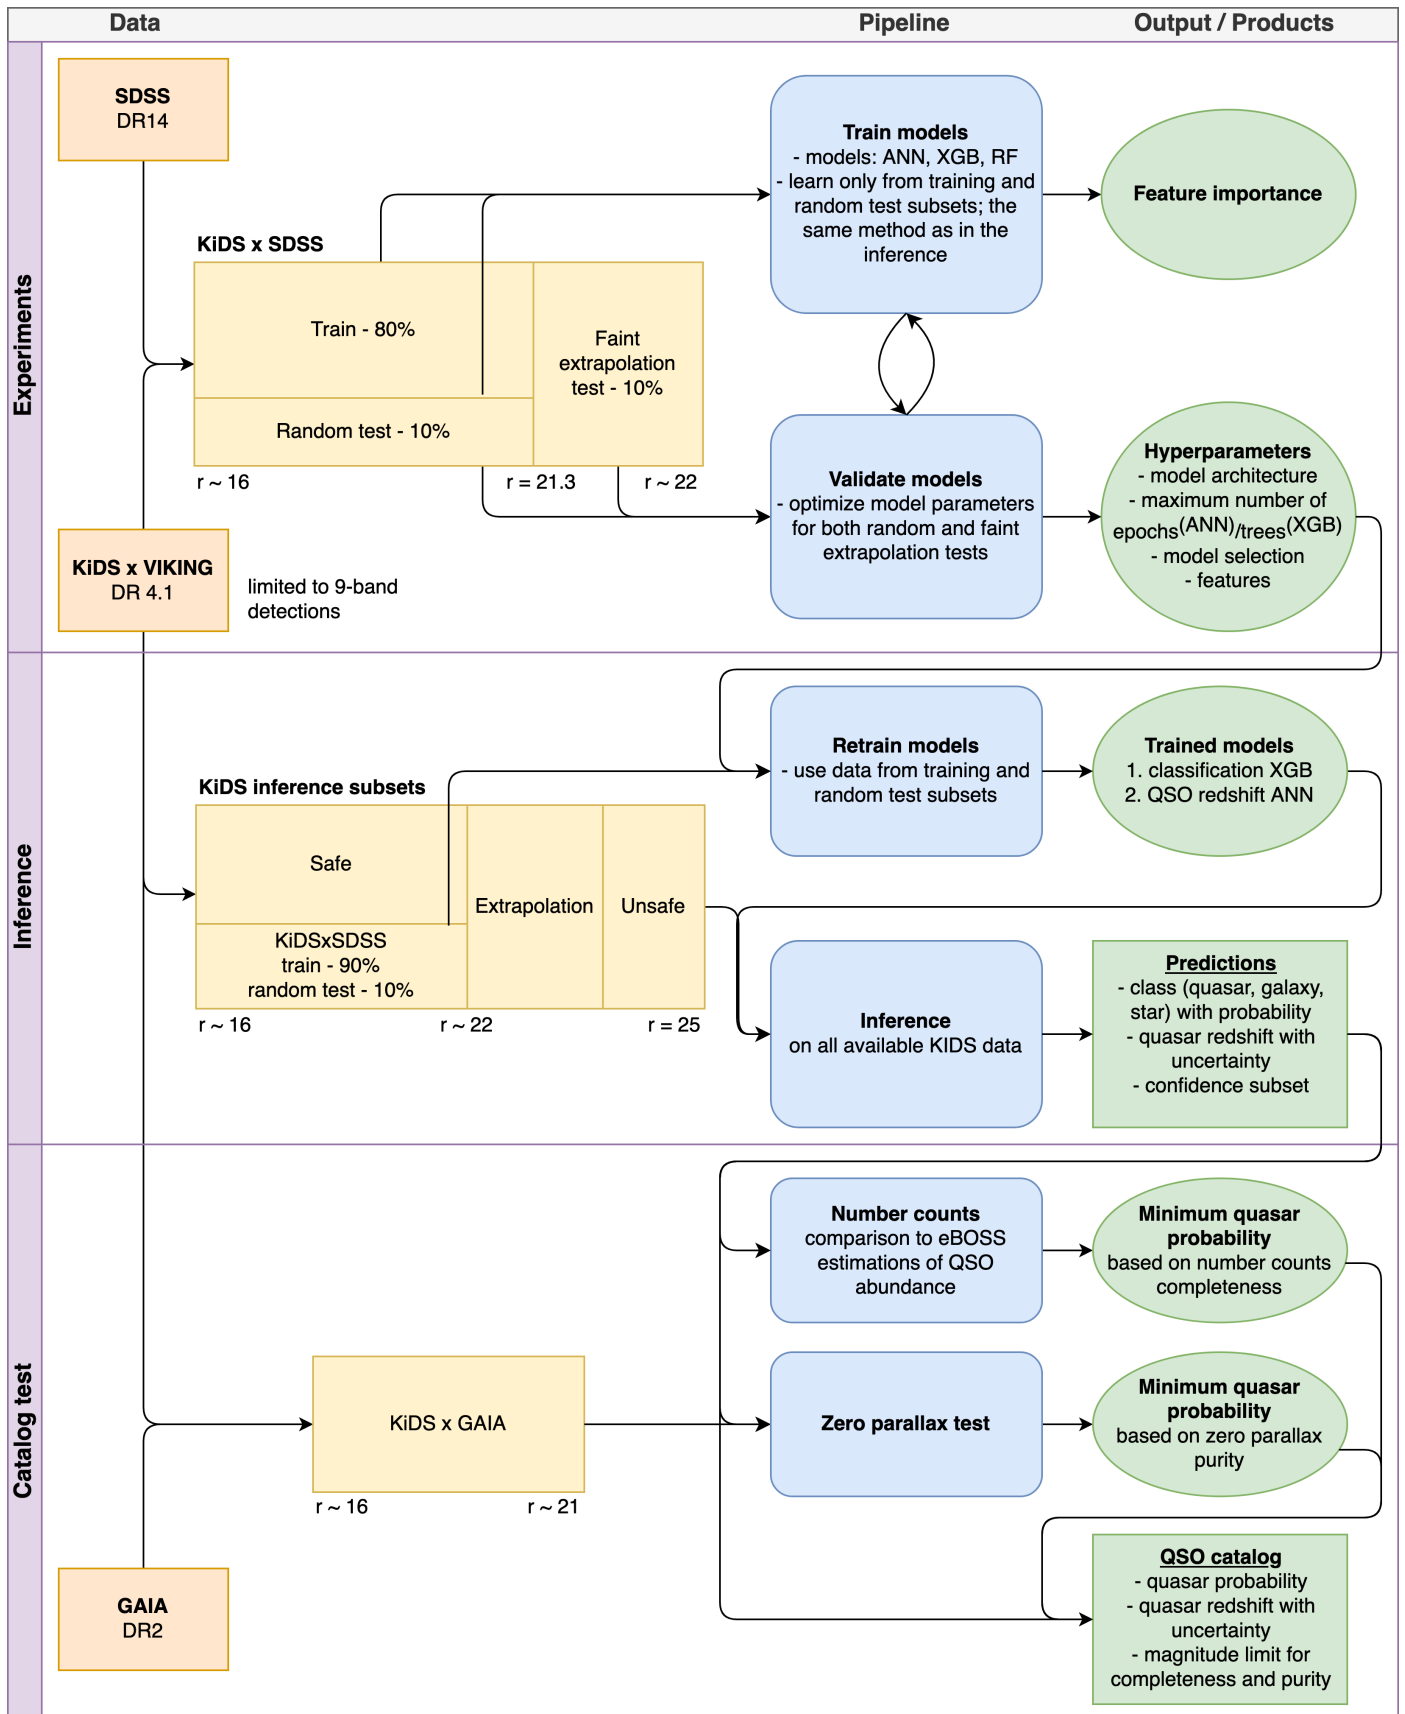 Data
Pipeline
Output / Products
Experiments
SDSS
DR14
KiDS x SDSS
Train - 80%
Random test - 10%
Faint
extrapolation
test - 10%
r ~ 16
r = 21.3
r ~ 22
KiDS x VIKING
DR 4.1
limited to 9-band
detections
Train models
- models: ANN, XGB, RF
- learn only from training and
random test subsets; the
same method as in the
inference
Feature importance
Validate models
- optimize model parameters
for both random and faint
extrapolation tests
Hyperparameters
- model architecture
- maximum number of
epochs(ANN)/trees(XGB)
- model selection
- features
Inference
KiDS inference subsets
Safe
KiDSxSDSS
train - 90%
random test - 10%
Extrapolation
Unsafe
r ~ 16
r ~ 22
r = 25
Retrain models
- use data from training and
random test subsets
Trained models
1. classification XGB
2. QSO redshift ANN
Inference
on all available KIDS data
Predictions
- class (quasar, galaxy,
star) with probability
- quasar redshift with
uncertainty
- confidence subset
Catalog test
KiDS x GAIA
r ~ 16
r ~ 21
GAIA
DR2
Number counts
comparison to eBOSS
estimations of QSO
abundance
Minimum quasar
probability
based on number counts
completeness
Zero parallax test
Minimum quasar
probability
based on zero parallax
purity
QSO catalog
- quasar probability
- quasar redshift with
uncertainty
- magnitude limit for
completeness and purity